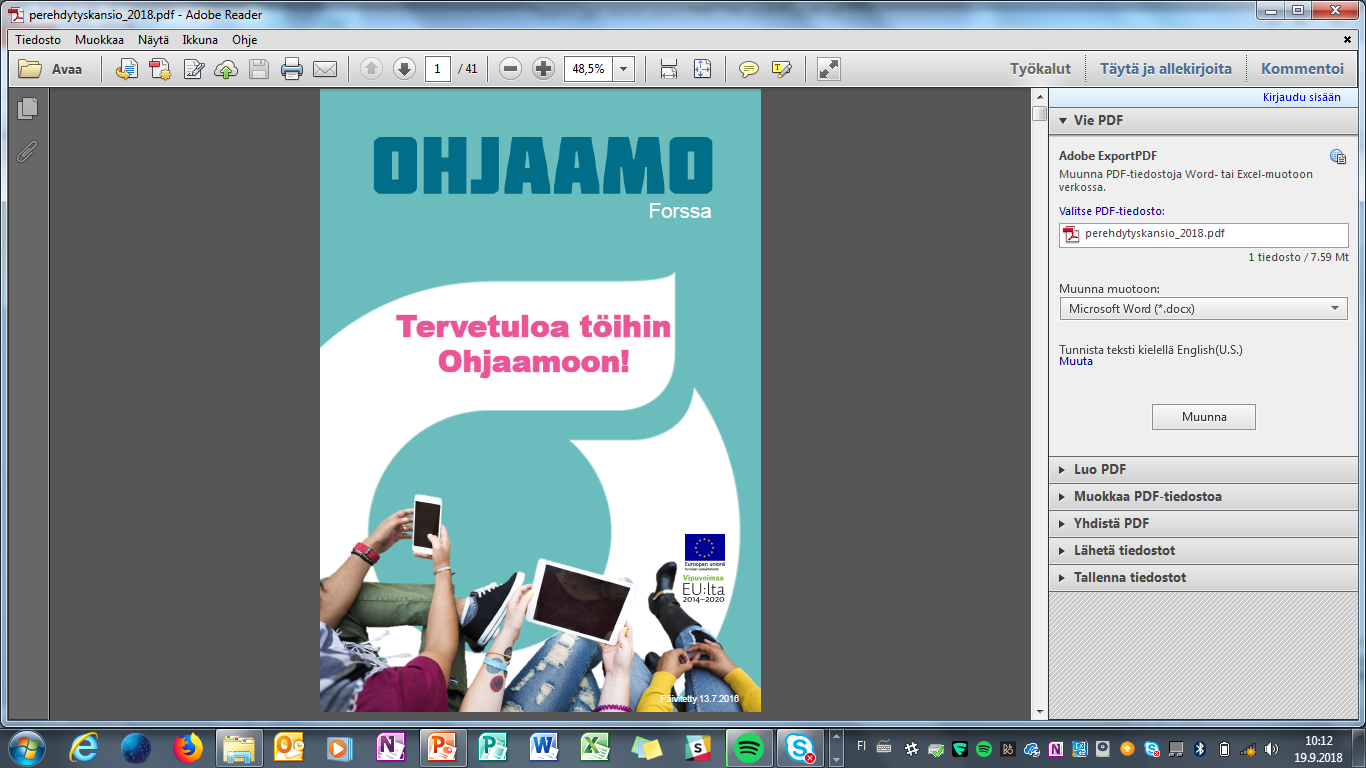 perehdytyskansio_2018.pdf - Adobe Reader
Tiedosto Muokkaa Näytä Ikkuna Ohje
Avaa 1 / 41 48,5% Työkalut Täytä ja allekirjoita Kommentoi
Kirjaudu sisään
OHJAAMO
Forssa
Tervetuloa töihin
Ohjaamoon!
Euroopan unioni
Euroopan sosiaalirahasto
Vipuvoimaa
EU:lta
2014–2020
Päivitetty 13.7.2016
Vie PDF
Adobe ExportPDF
Muunna PDF-tiedostoja Word- tai Excel-muotoon
verkossa.
Valitse PDF-tiedosto:
perehdytyskansio_2018.pdf
1 tiedosto / 7.59 Mt
Muunna muotoon:
Microsoft Word (*.docx)
Tunnista teksti kielellä English(U.S.)
Muuta
Muunna
Luo PDF
Muokkaa PDF-tiedostoa
Yhdistä PDF
Lähetä tiedostot
Tallenna tiedostot
FI
10:12
19.9.2018